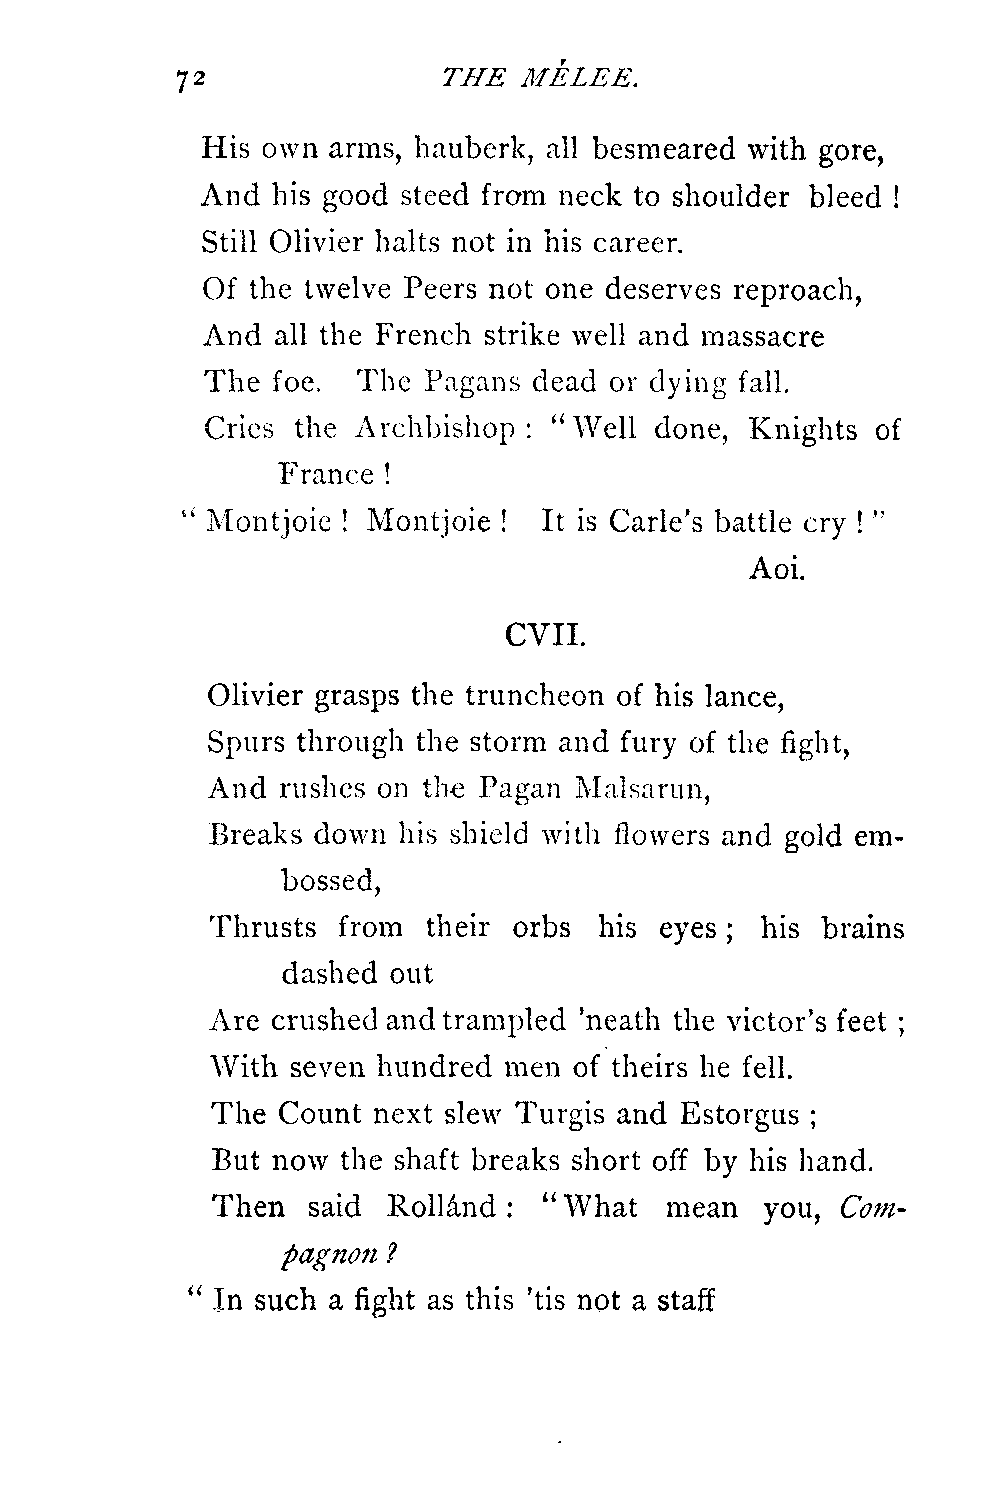 72 THE MÊLEE.
His own arms, hauberk, all besmeared with gore,
And his good steed from neck to shoulder bleed !
Still Olivier halts not in his career.
Of the twelve Peers not one deserves reproach,
And all the French strike well and massacre
The foe. The Pagans dead or dying fall.
Cries the Archbishop : “ Well done, Knights of
France !
“ Montjoie ! Montjoie ! It is Carle’s battle cry ! ”
Aoi.
CVII.
Olivier grasps the truncheon of his lance,
Spurs through the storm and fury of the fight,
And rushes on the Pagan Malsarun,
Breaks down his shield with flowers and gold em-
bossed,
Thrusts from their orbs his eyes ; his brains
dashed out
Are crushed and trampled ’neath the victor’s feet ;
With seven hundred men of theirs he fell.
The Count next slew Turgis and Estorgus ;
But now the shaft breaks short off by his hand.
Then said Rollánd : “ What mean you, Com-
pagnon ?
“ In such a fight as this ’tis not a staff